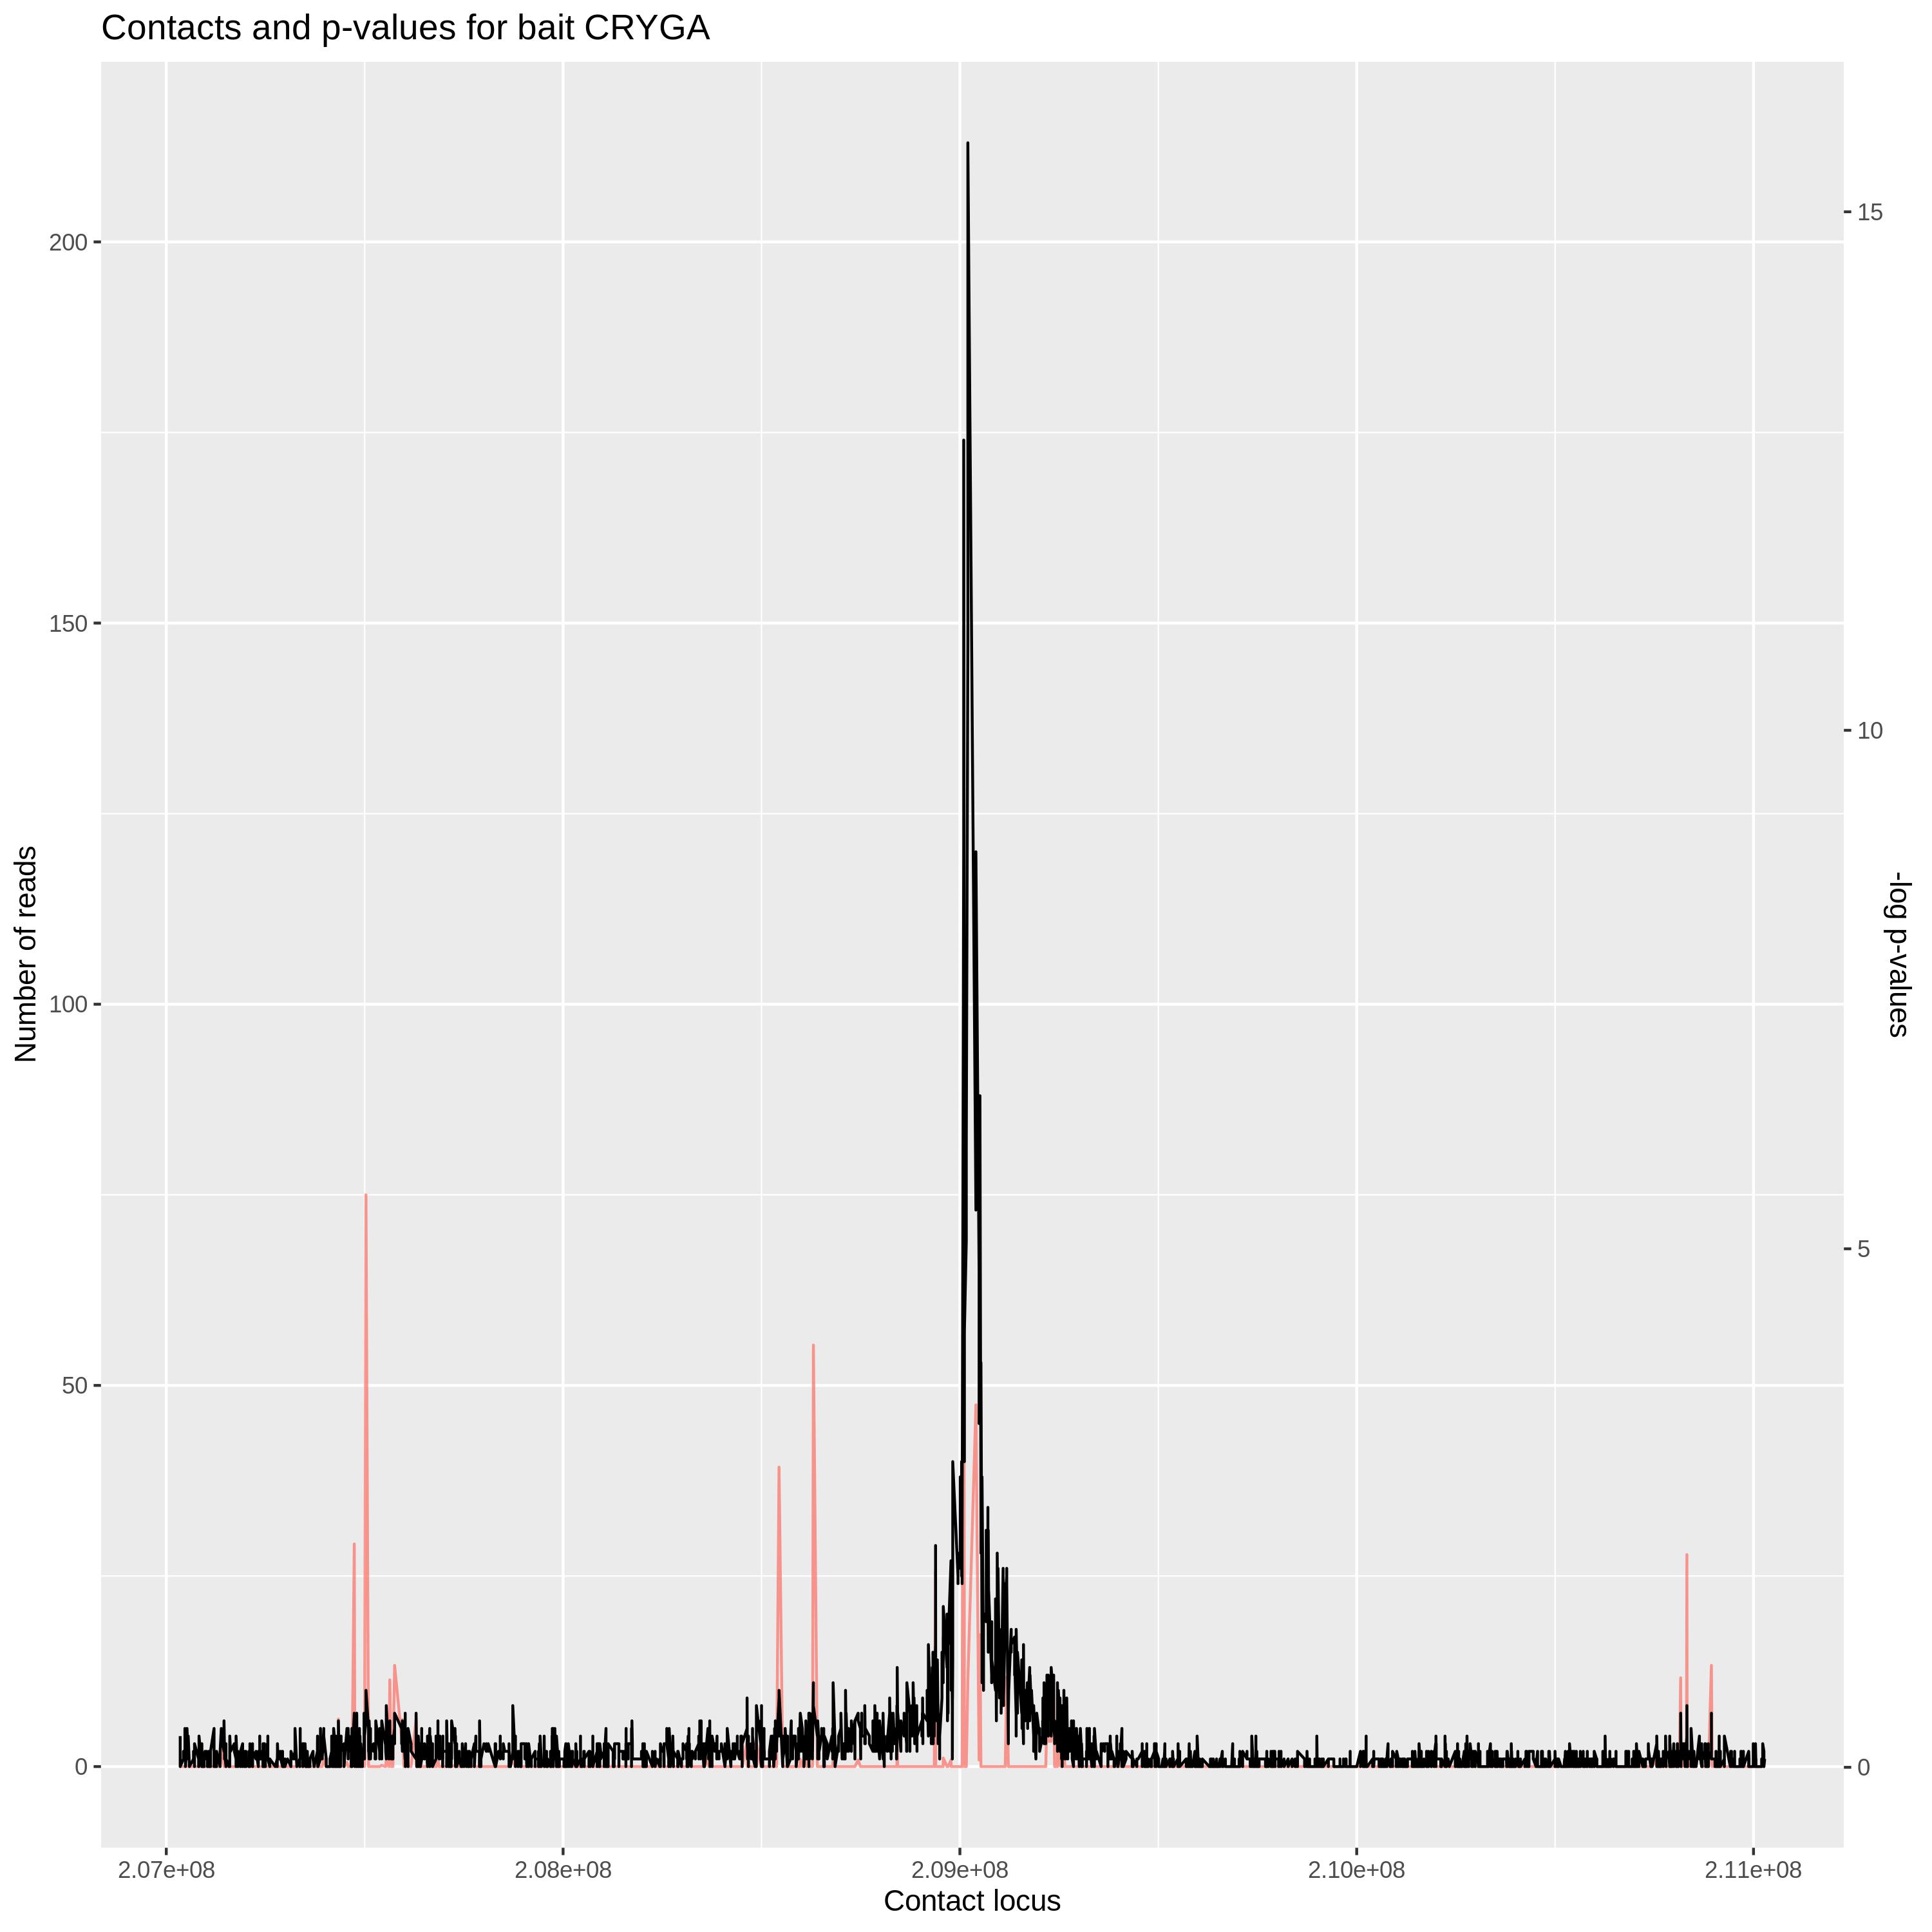 Contacts and p-values for bait CRYGA
200
150
100
50
0
Number of reads
15
10
5
0
-log p-values
2.07e+08 2.08e+08 2.09e+08 2.10e+08 2.11e+08
Contact locus